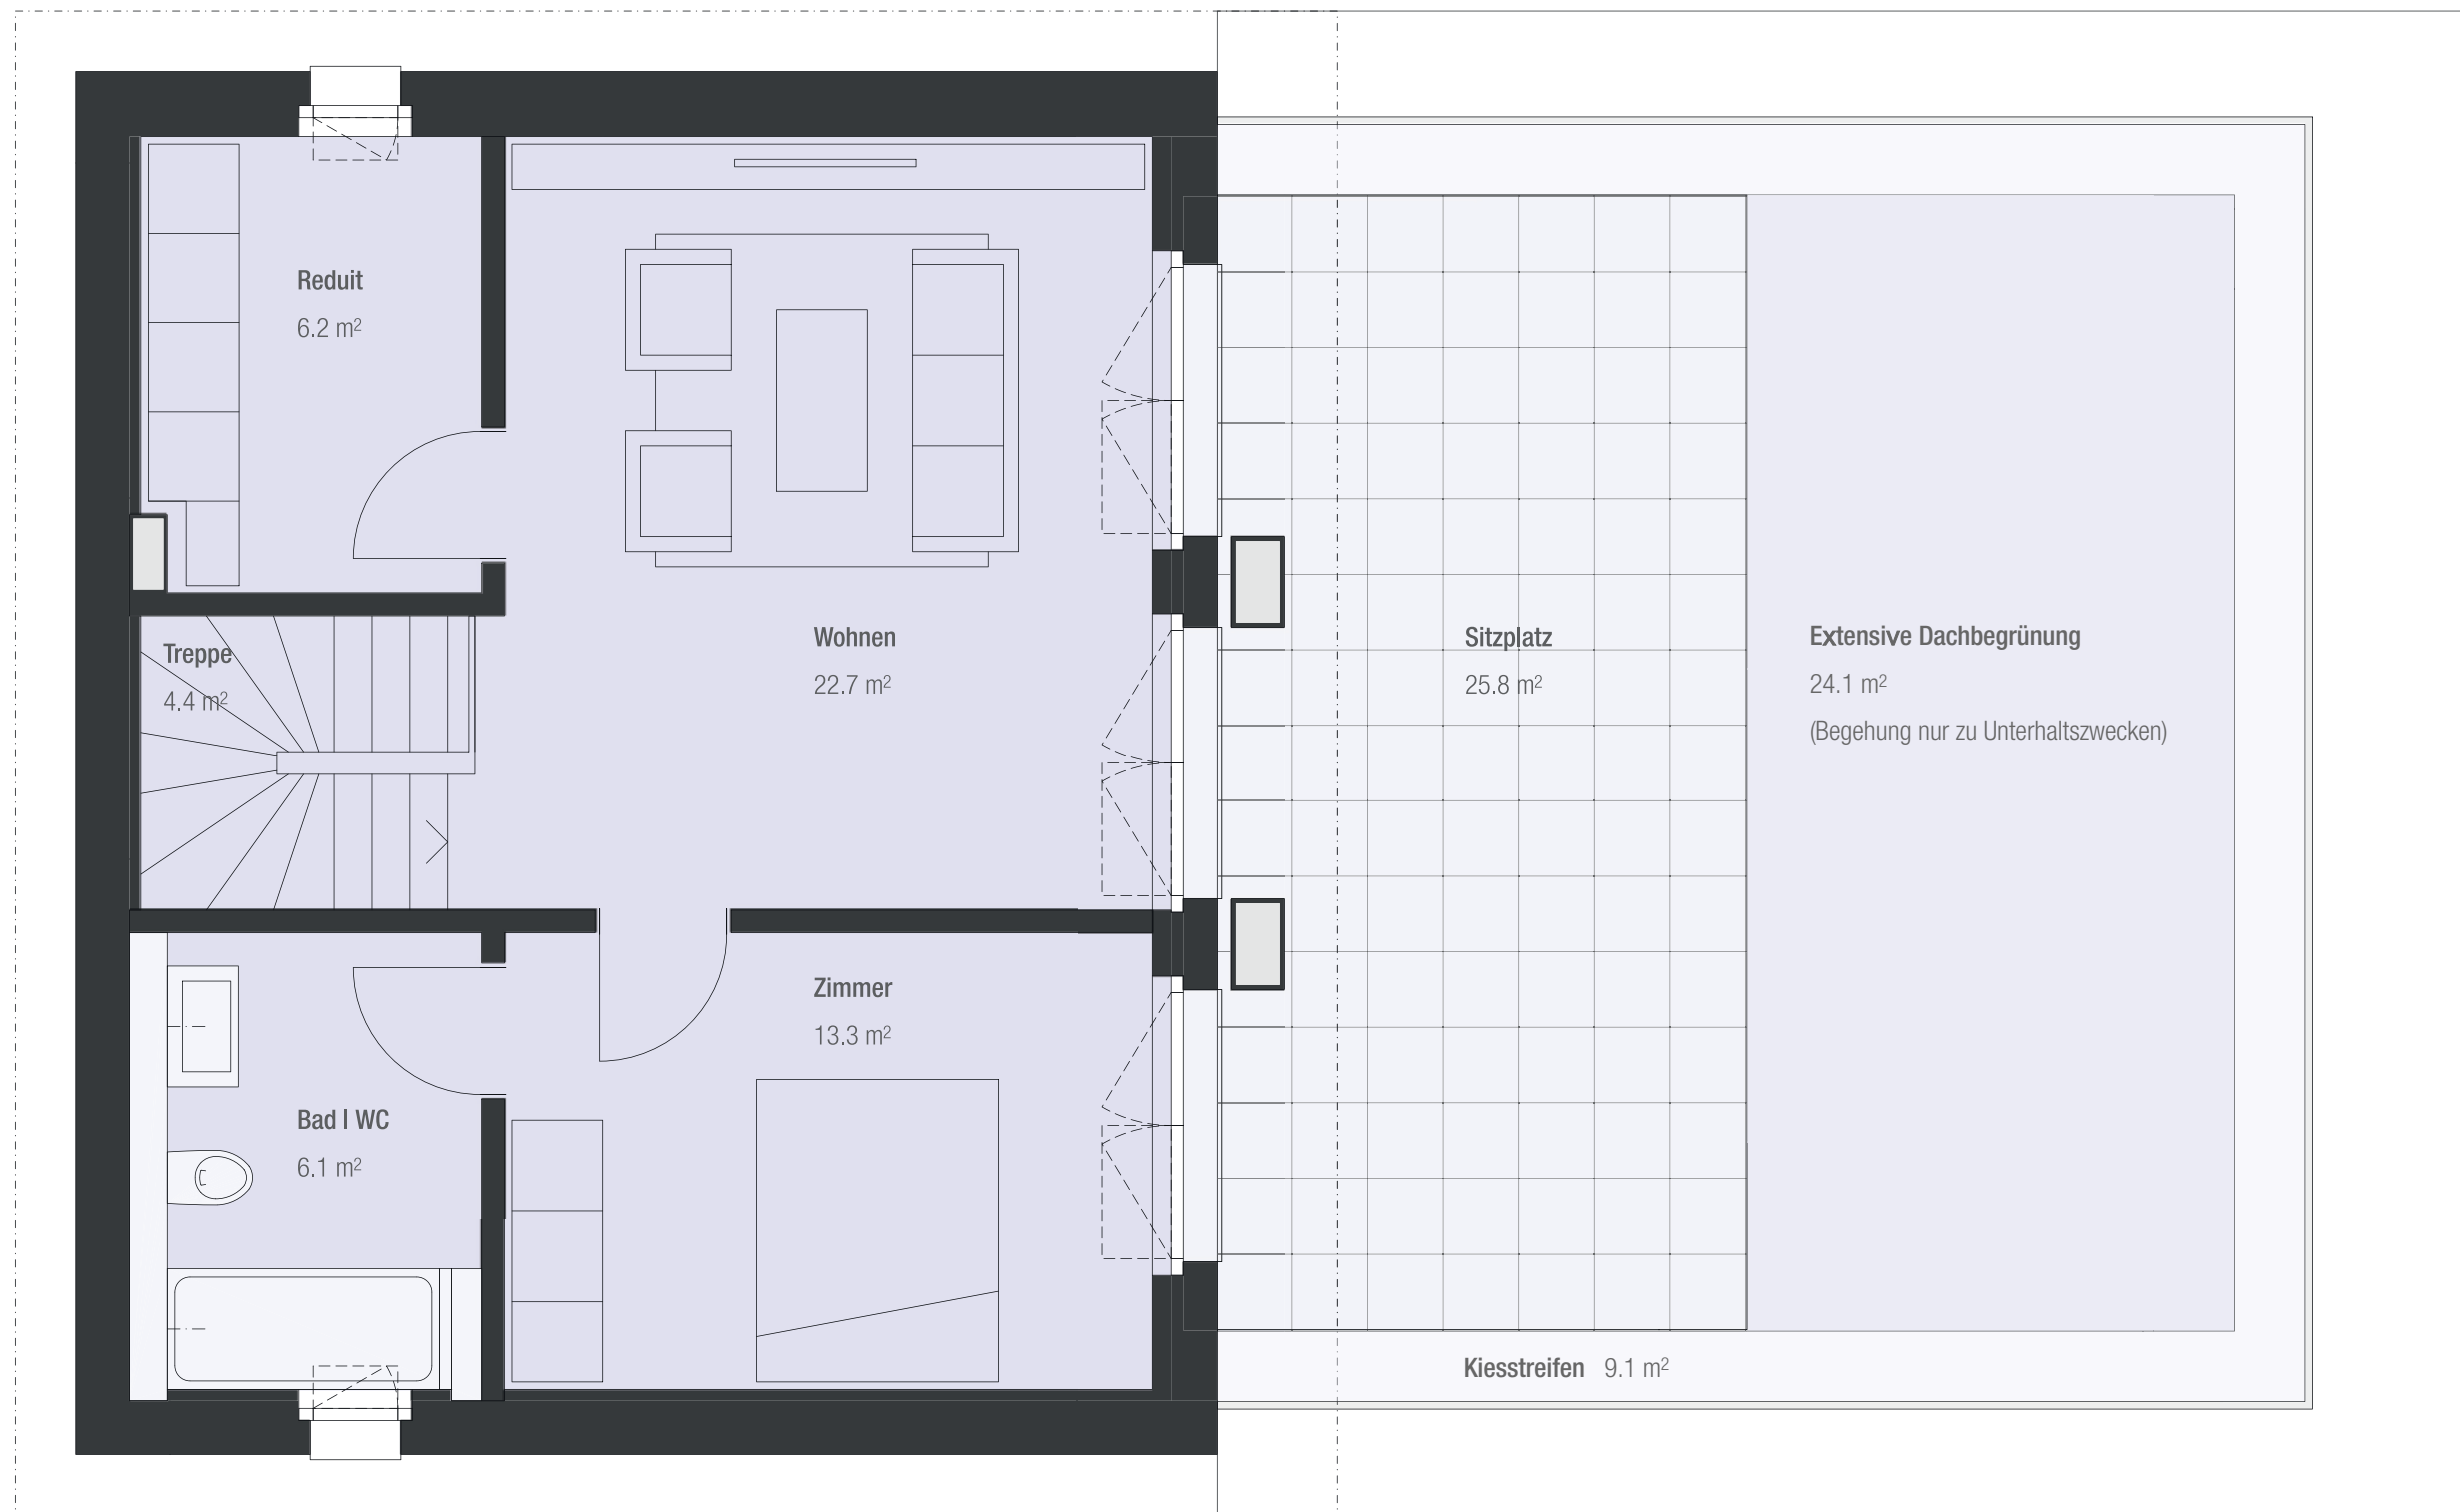 Reduit
6.2 m²
Treppe
4.4 m²
Wohnen
22.7 m²
Sitzplatz
25.8 m²
Extensive Dachbegrünung
24.1 m²
(Begehung nur zu Unterhaltszwecken)
Zimmer
13.3 m²
Bad | WC
6.1 m²
Kiesstreifen 9.1 m²